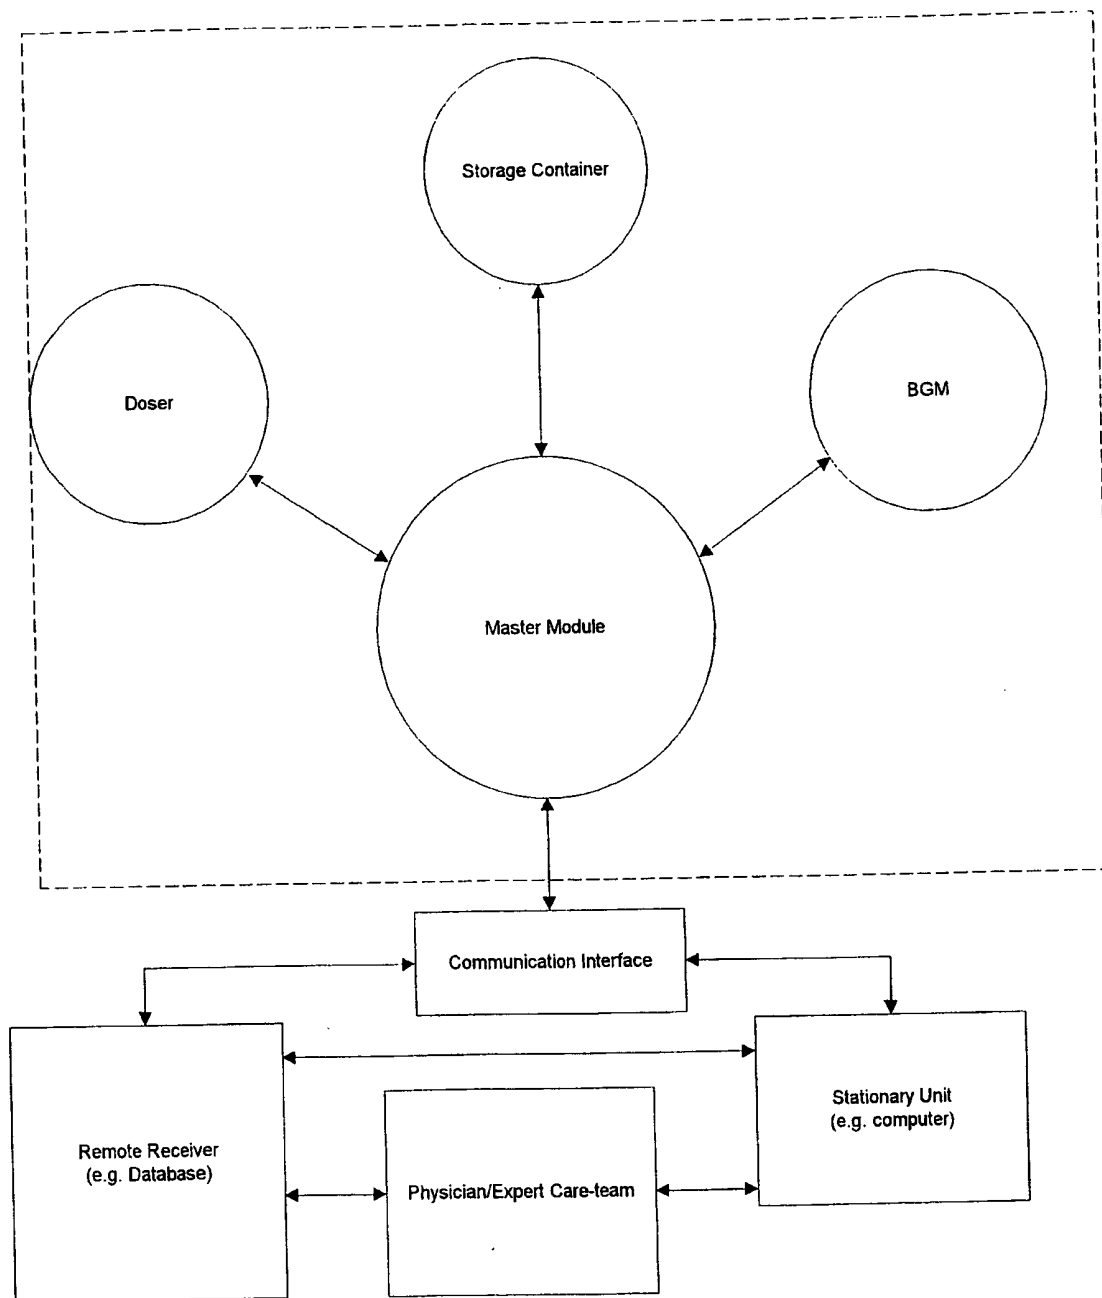 Storage Container
Doser
BGM
Master Module
Communication Interface
Stationary Unit
(e.g. computer)
Remote Receiver
(e.g. Database)
Physician/Expert Care-team